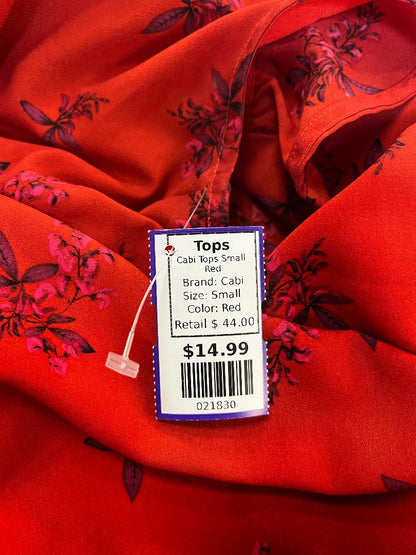 Tops
Cabi Tops Small
Red
Brand: Cabi
Size: Small
Color: Red
Retail $ 44.00
$14.99
021830